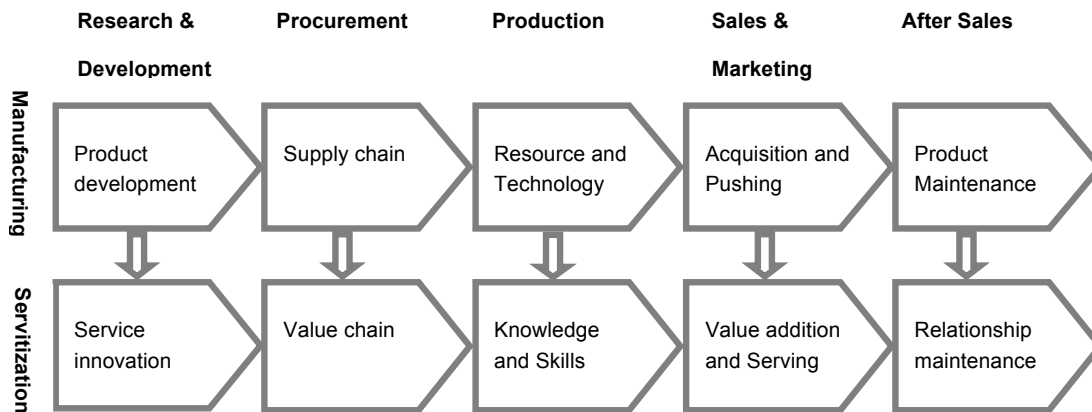 Research &
Development
Procurement
Production
Sales &
Marketing
After Sales
Manufacturing
Product
development
Supply chain
Resource and
Technology
Acquisition and
Pushing
Product
Maintenance
Servitization
Service
innovation
Value chain
Knowledge
and Skills
Value addition
and Serving
Relationship
maintenance